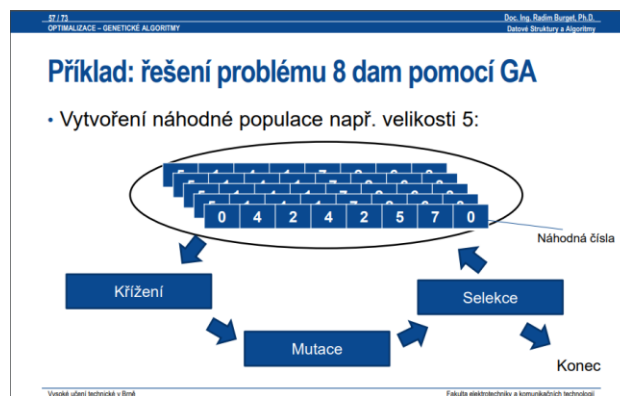 57 / 73
Doc. Ing. Radim Burget, Ph.D.
OPTIMALIZACE – GENETICKÉ ALGORITMY
Datové Struktury a Algoritmy
Příklad: řešení problému 8 dam pomocí GA
• Vytvoření náhodné populace např. velikosti 5:
0 4 2 4 2 5 7 0
Náhodná čísla
Křížení
Selekce
Mutace
Konec
Vysoké učení technické v Brně
Fakulta elektrotechniky a komunikačních technologií